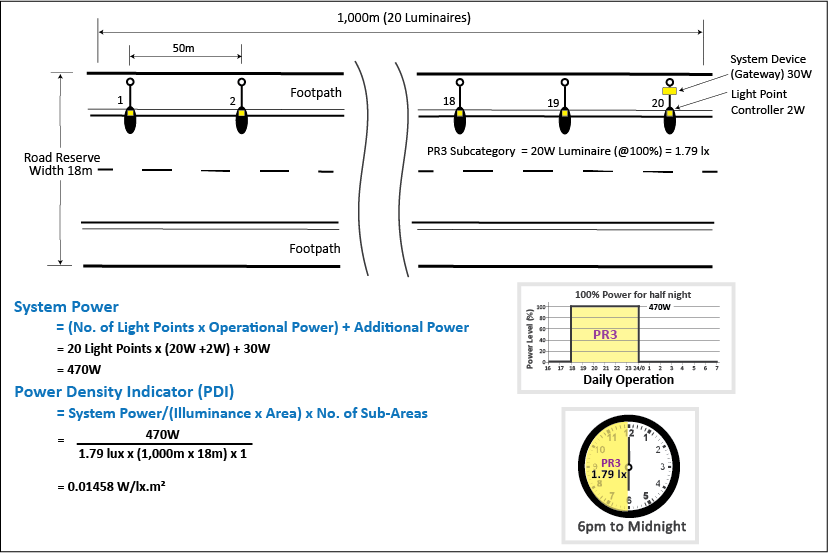 1,000m (20 Luminaires)
50m
System Device
(Gateway) 30W
Footpath
1
2
18
19
20
Light Point
Controller 2W
Road Reserve
Width 18m
PR3 Subcategory = 20W Luminaire (@100%) = 1.79 lx
Footpath
System Power
= (No. of Light Points x Operational Power) + Additional Power
= 20 Light Points x (20W +2W) + 30W
= 470W
Power Density Indicator (PDI)
= System Power/(Illuminance x Area) x No. of Sub-Areas
= 470W
1.79 lux x (1,000m x 18m) x 1
= 0.01458 W/lx.m²
100% Power for half night
Power Level (%)
100
80
60
40
20
0
470W
PR3
16 17 18 19 20 21 22 23 24/0 1 2 3 4 5 6 7
Daily Operation
11 12 1
10 2
9 3
8 4
7 6 5
PR3
1.79 lx
6pm to Midnight